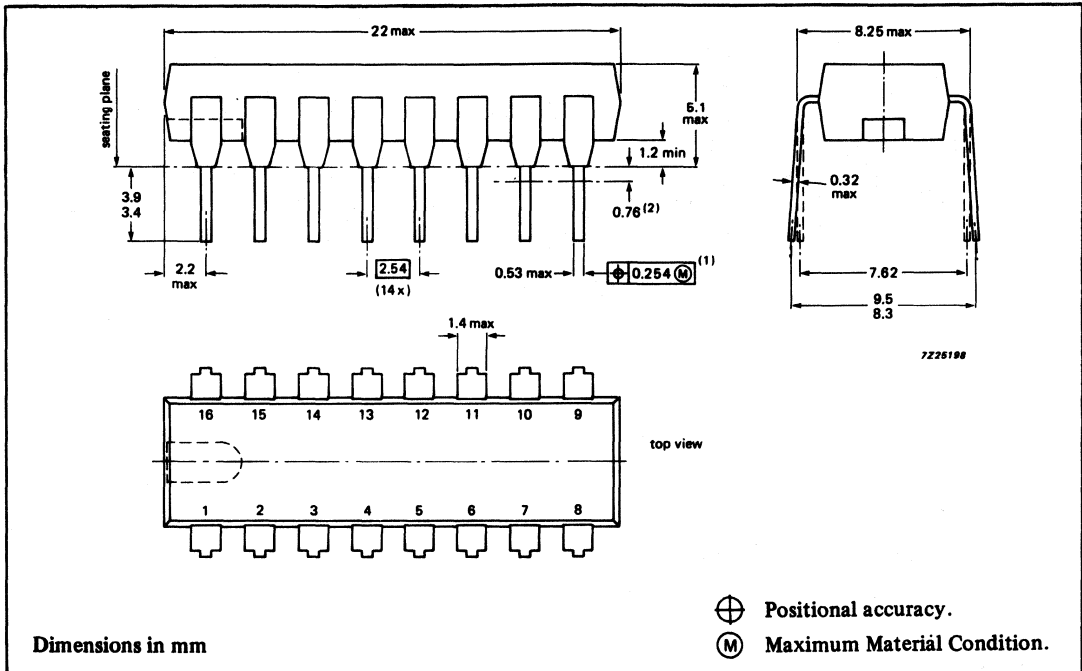 22 max
8.25 max
seating plane
5.1
max
1.2 min
0.32
max
3.9
3.4
0.76 (2)
2.2
max
2.54
(14 x)
0.53 max
0.254 M
(1)
7.62
9.5
8.3
1.4 max
7Z25198
16 15 14 13 12 11 10 9
top view
1 2 3 4 5 6 7 8
Positional accuracy.
Dimensions in mm
M Maximum Material Condition.